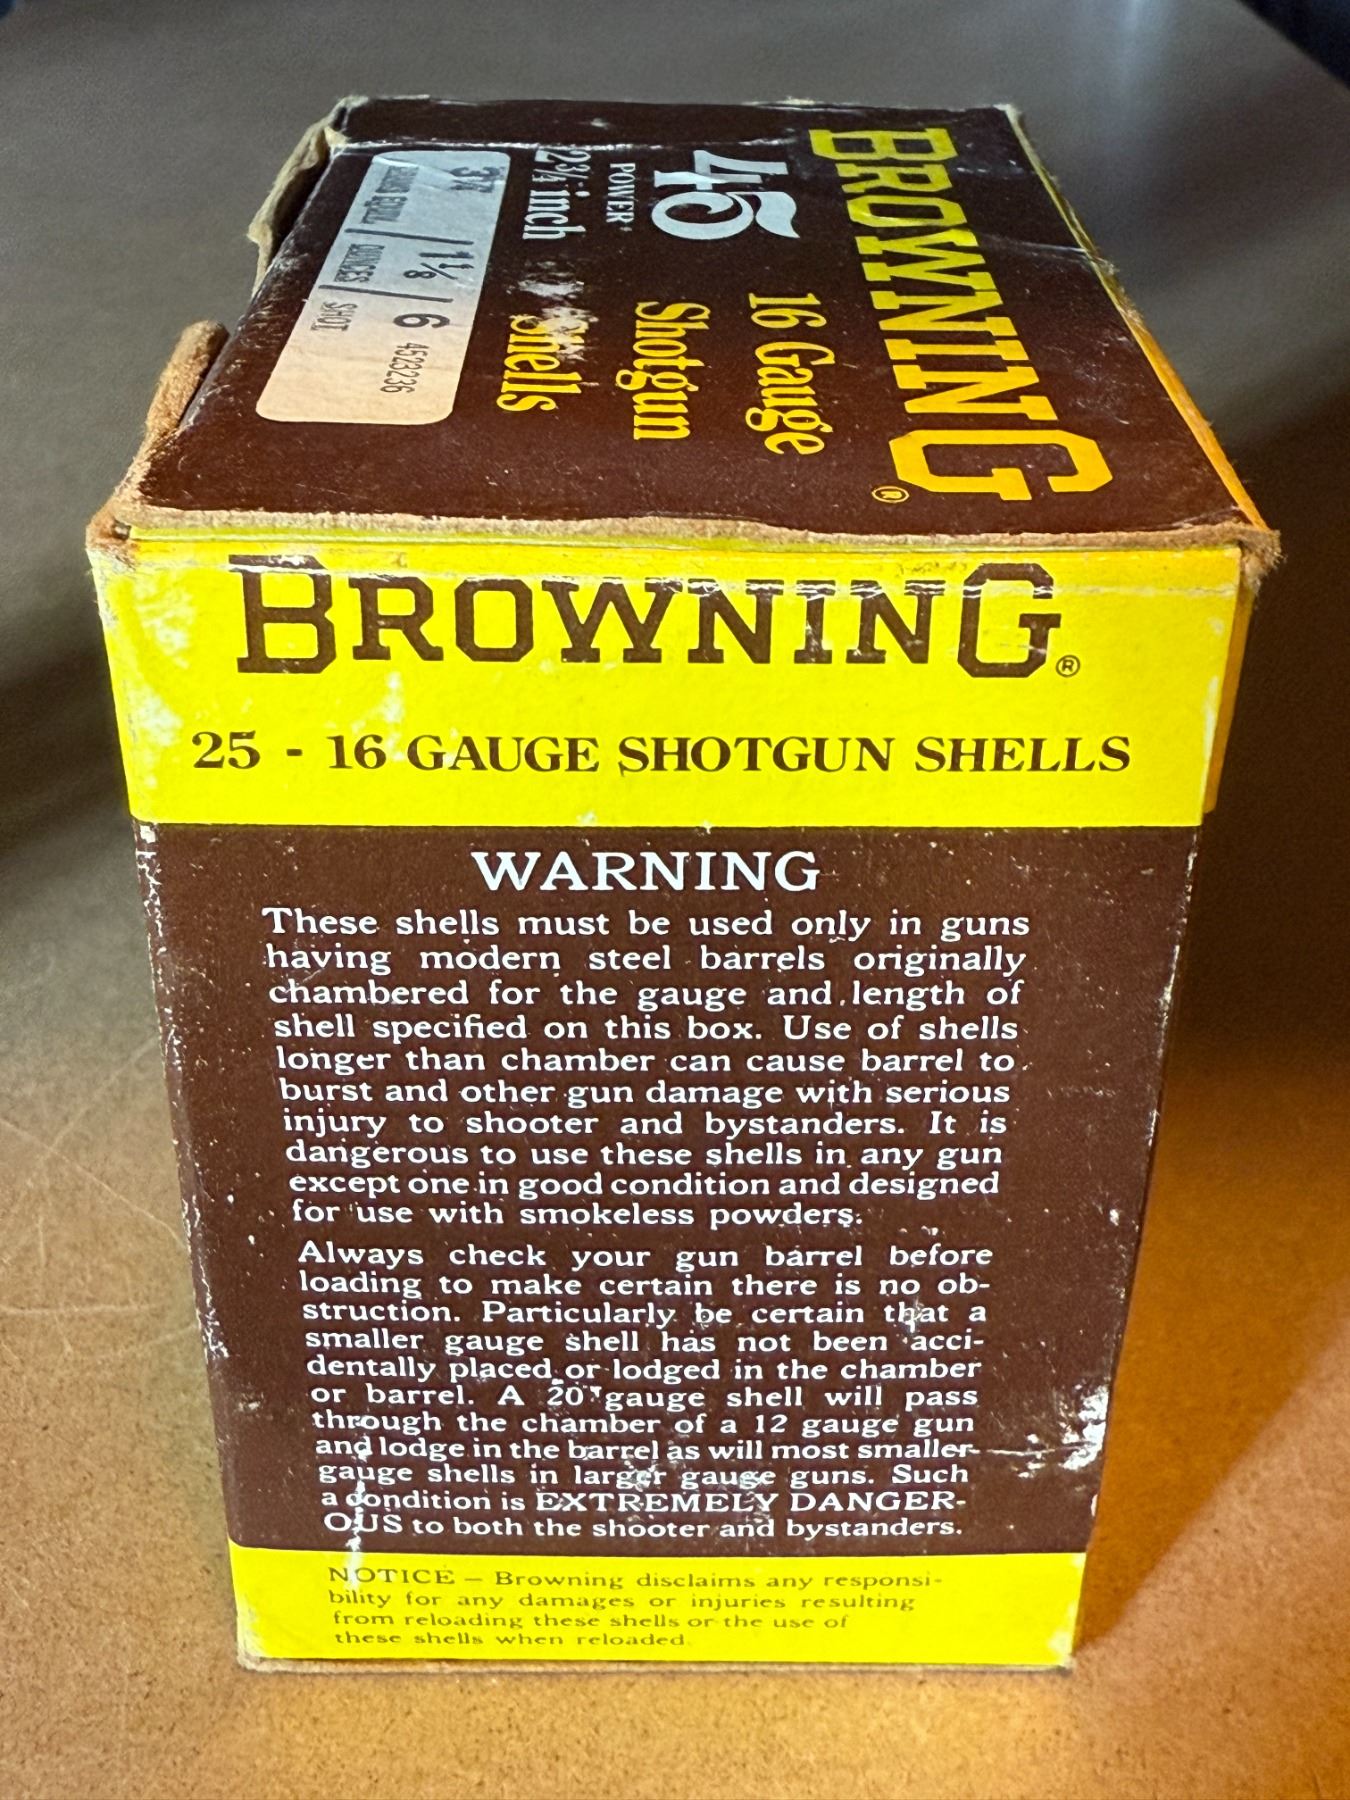 BROWNING®
45 16 Gauge
POWER® Shotgun
2¾ inch Shells
3¼ / 1⅛ / 6 4523236
DRAMS EQUIV. / OUNCES / SHOT
BROWNING®
25 - 16 GAUGE SHOTGUN SHELLS
WARNING
These shells must be used only in guns
having modern steel barrels originally
chambered for the gauge and length of
shell specified on this box. Use of shells
longer than chamber can cause barrel to
burst and other gun damage with serious
injury to shooter and bystanders. It is
dangerous to use these shells in any gun
except one in good condition and designed
for use with smokeless powders.
Always check your gun barrel before
loading to make certain there is no ob-
struction. Particularly be certain that a
smaller gauge shell has not been acci-
dentally placed or lodged in the chamber
or barrel. A 20 gauge shell will pass
through the chamber of a 12 gauge gun
and lodge in the barrel as will most smaller
gauge shells in larger gauge guns. Such
a condition is EXTREMELY DANGER-
OUS to both the shooter and bystanders.
NOTICE — Browning disclaims any responsi-
bility for any damages or injuries resulting
from reloading these shells or the use of
these shells when reloaded.